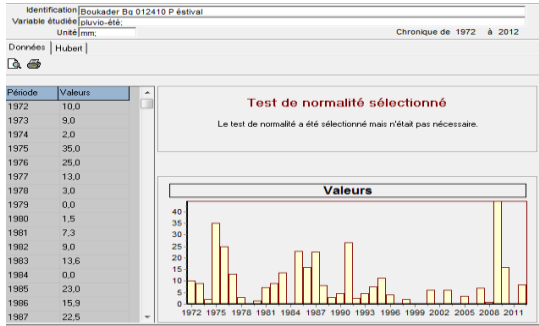 Identification Boukader Bg 012410 P éstival
Variable étudiée pluvio-été;
Unité mm;
Chronique de 1972 à 2012
Données Hubert
Période Valeurs
1972 10,0
1973 9,0
1974 2,0
1975 35,0
1976 25,0
1977 13,0
1978 3,0
1979 0,0
1980 1,5
1981 7,3
1982 9,0
1983 13,6
1984 0,0
1985 23,0
1986 15,9
1987 22,5
Test de normalité sélectionné
Le test de normalité a été sélectionné mais n'était pas nécessaire.
Valeurs
40
35
30
25
20
15
10
5
0
1972 1975 1978 1981 1984 1987 1990 1993 1996 1999 2002 2005 2008 2011